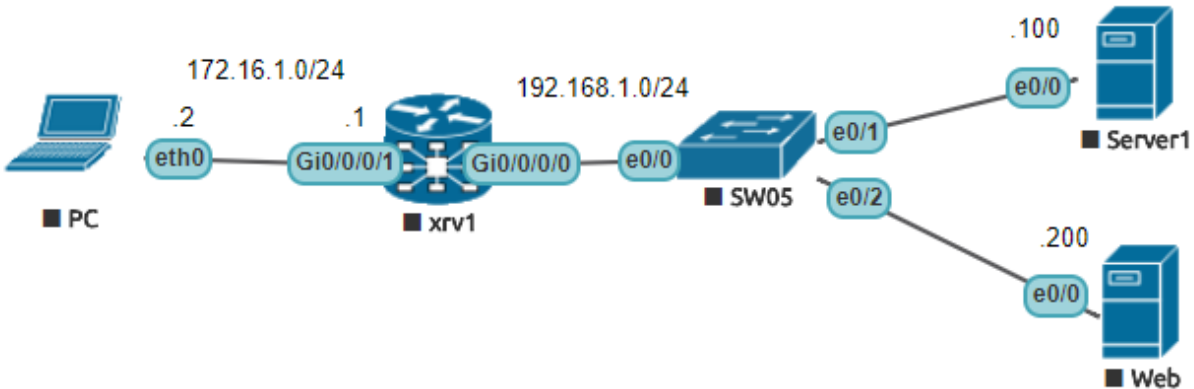 .100
172.16.1.0/24
192.168.1.0/24
e0/0
.2
.1
e0/1
Server1
eth0
Gi0/0/0/1
Gi0/0/0/0
e0/0
SW05
e0/2
PC
xrv1
.200
e0/0
Web